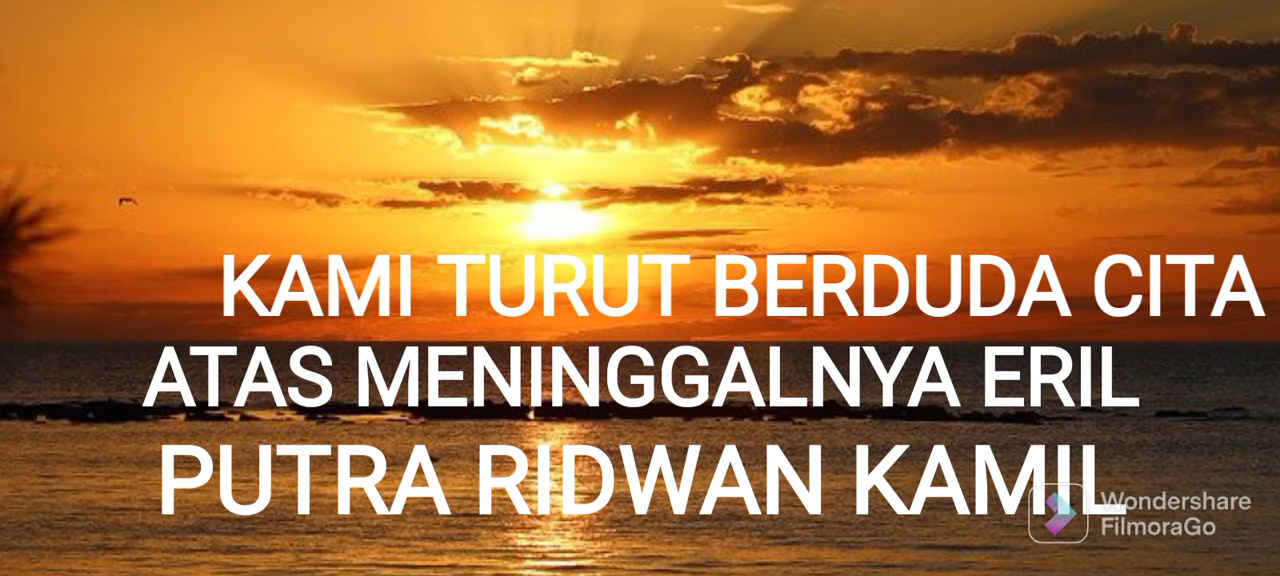 KAMI TURUT BERDUDA CITA
ATAS MENINGGALNYA ERIL
PUTRA RIDWAN KAMIL
Wondershare
FilmoraGo